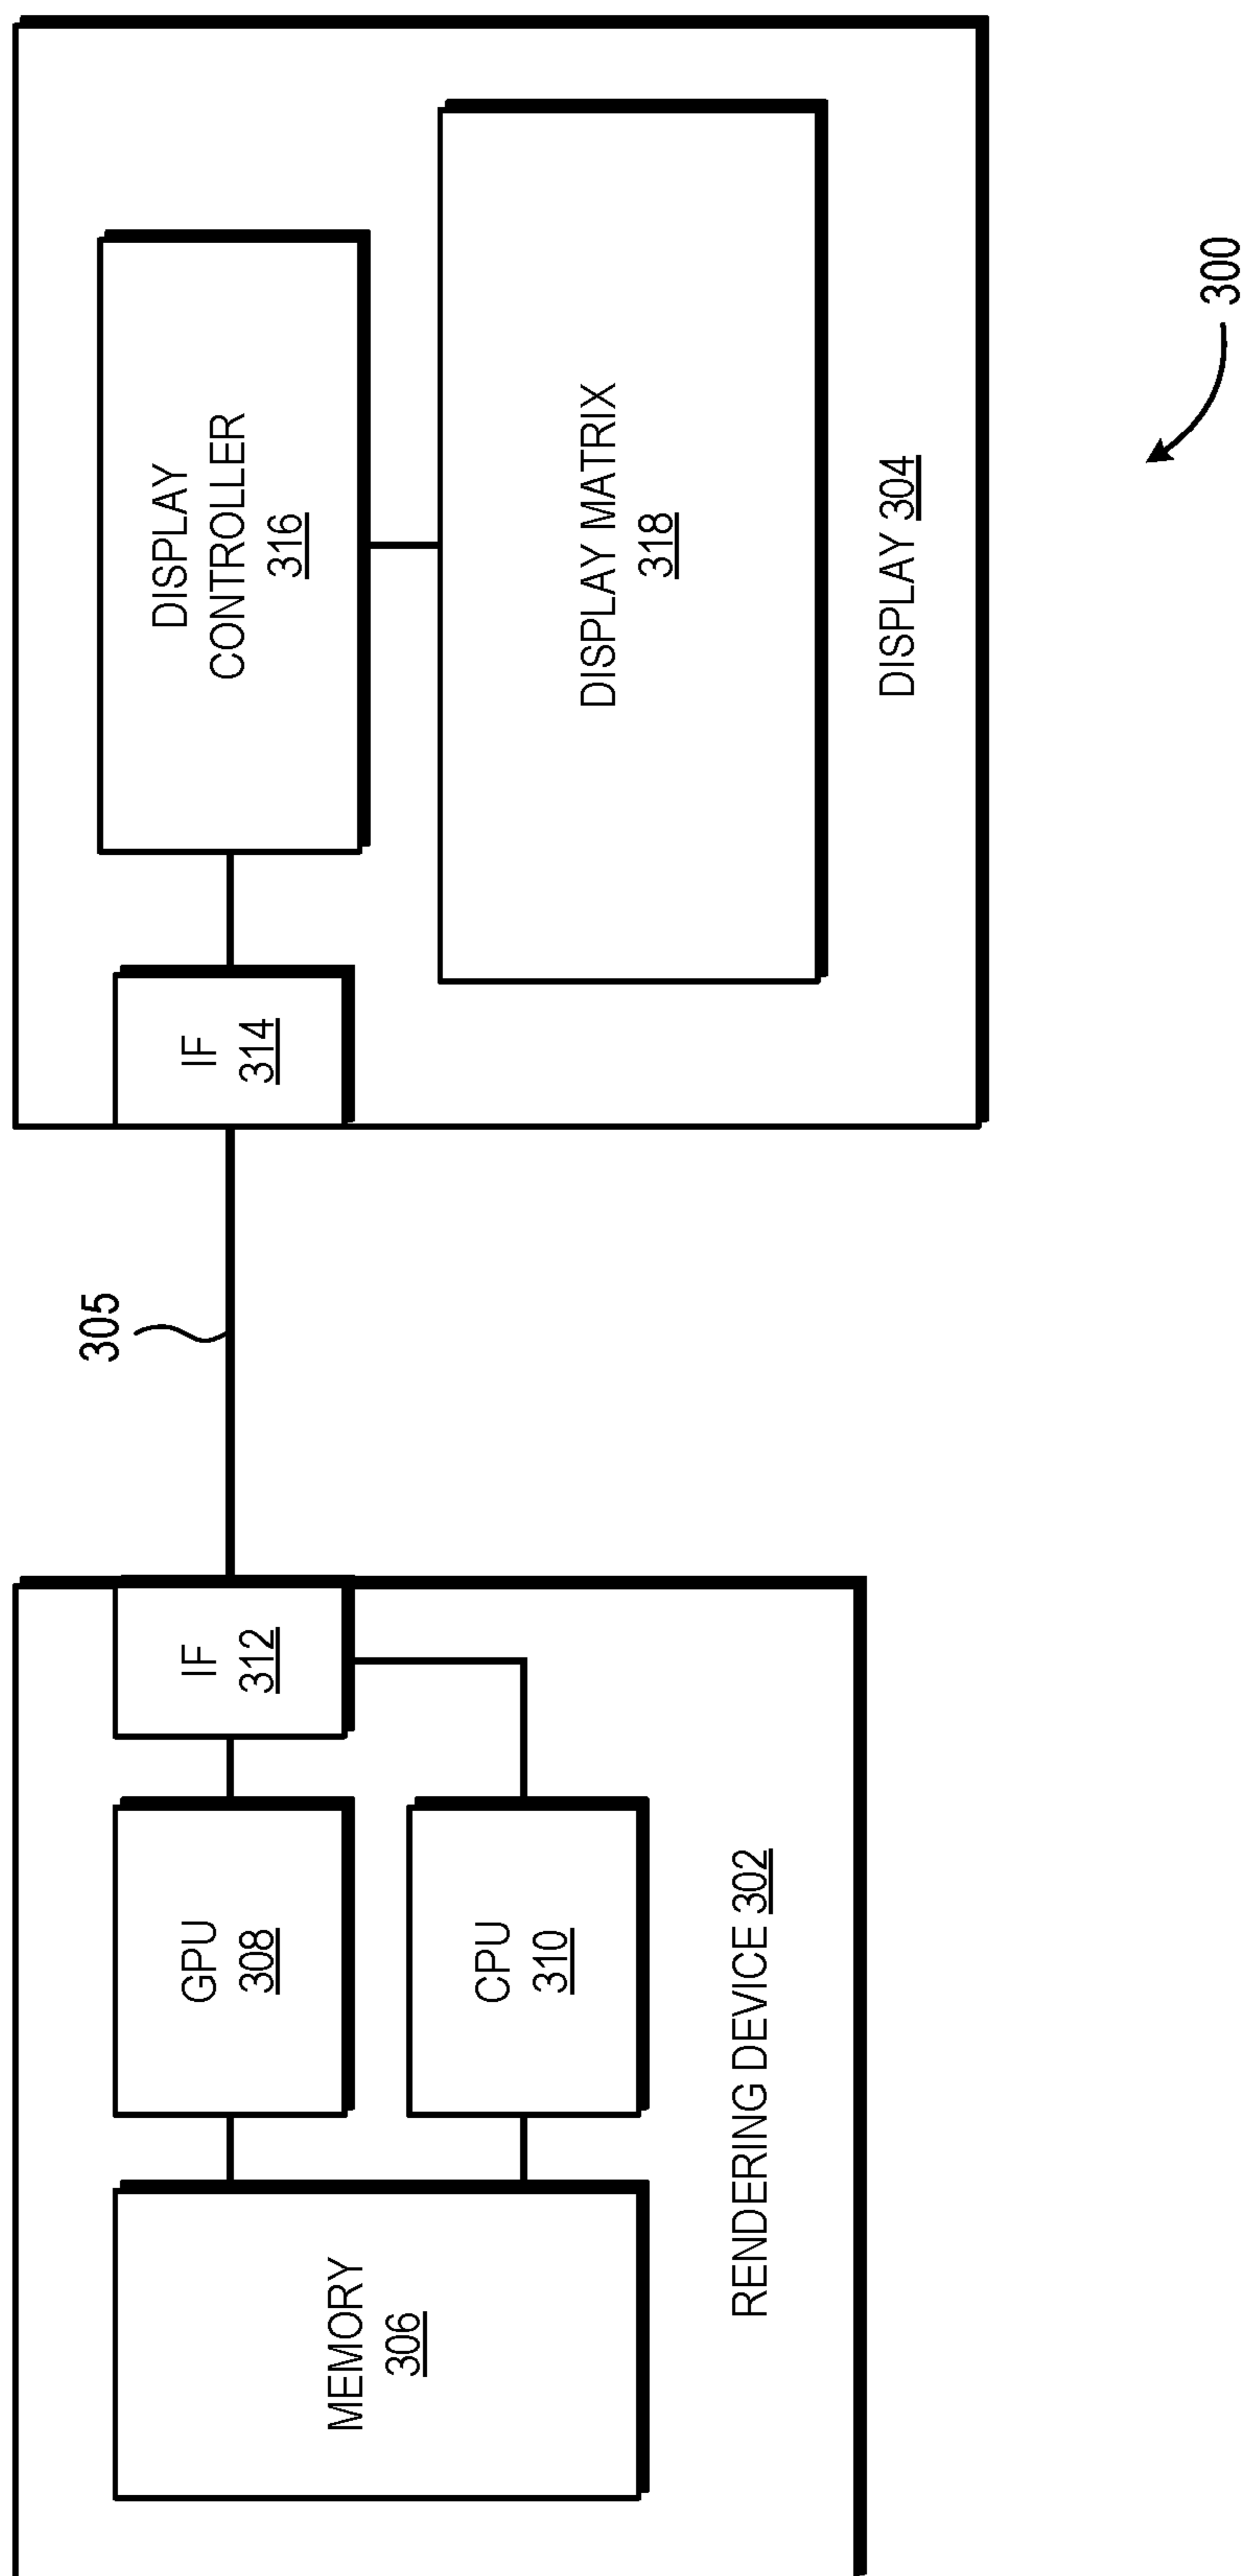 MEMORY
306
GPU
308
CPU
310
IF
312
RENDERING DEVICE 302
305
IF
314
DISPLAY
CONTROLLER
316
DISPLAY MATRIX
318
DISPLAY 304
300